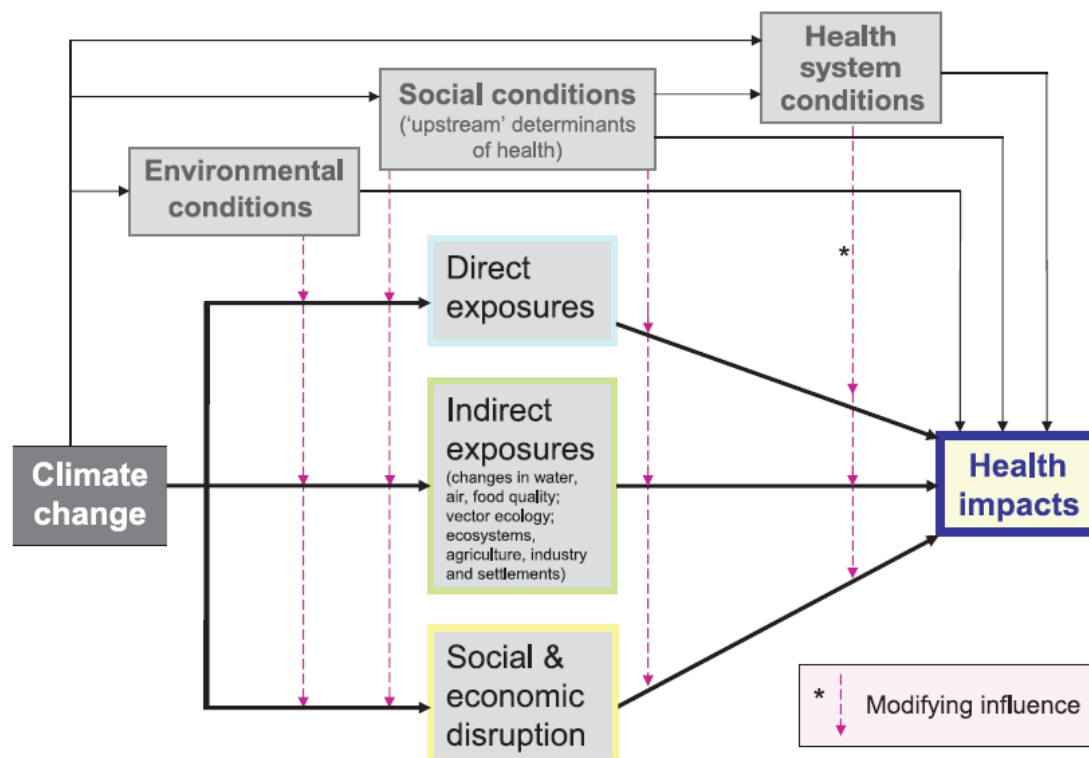 Health
system
conditions
Social conditions
(‘upstream’ determinants
of health)
Environmental
conditions
Direct
exposures
*
Indirect
exposures
(changes in water,
air, food quality;
vector ecology;
ecosystems,
agriculture, industry
and settlements)
Climate
change
Health
impacts
Social &
economic
disruption
* Modifying influence